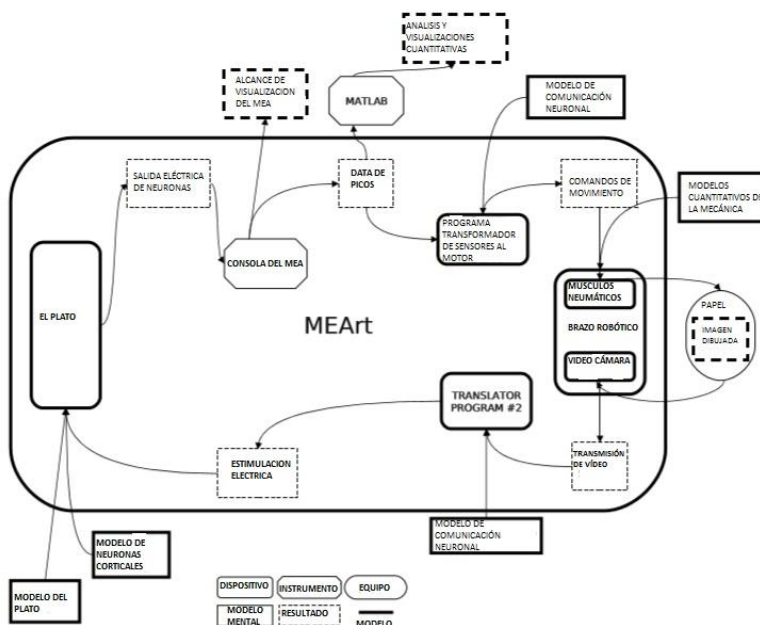 ANALISIS Y
VISUALIZACIONES
CUANTITATIVAS
ALCANCE DE
VISUALIZACION
DEL MEA
MATLAB
MODELO DE
COMUNICACIÓN
NEURONAL
SALIDA ELÉCTRICA
DE NEURONAS
DATA DE
PICOS
COMANDOS DE
MOVIMIENTO
MODELOS
CUANTITATIVOS DE
LA MECÁNICA
PROGRAMA
TRANSFORMADOR
DE SENSORES AL
MOTOR
CONSOLA DEL MEA
EL PLATO
MEArt
MUSCULOS
NEUMÁTICOS
BRAZO ROBÓTICO
VIDEO CÁMARA
PAPEL
IMAGEN
DIBUJADA
TRANSLATOR
PROGRAM #2
ESTIMULACION
ELECTRICA
TRANSMISIÓN
DE VÍDEO
MODELO DE
COMUNICACIÓN
NEURONAL
MODELO DE
NEURONAS
CORTICALES
MODELO DEL
PLATO
DISPOSITIVO
INSTRUMENTO
EQUIPO
MODELO
MENTAL
RESULTADO
MODELO